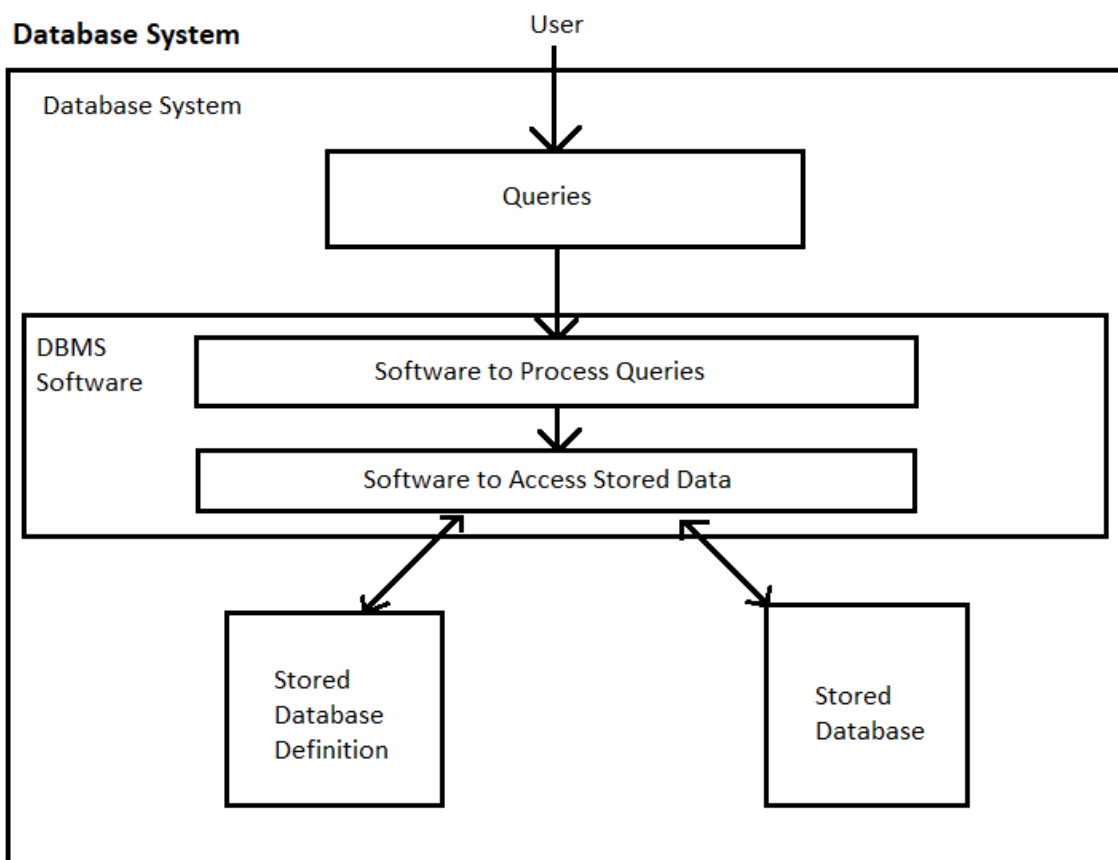 User
Database System
Database System
Queries
DBMS
Software
Software to Process Queries
Software to Access Stored Data
Stored
Database
Definition
Stored
Database